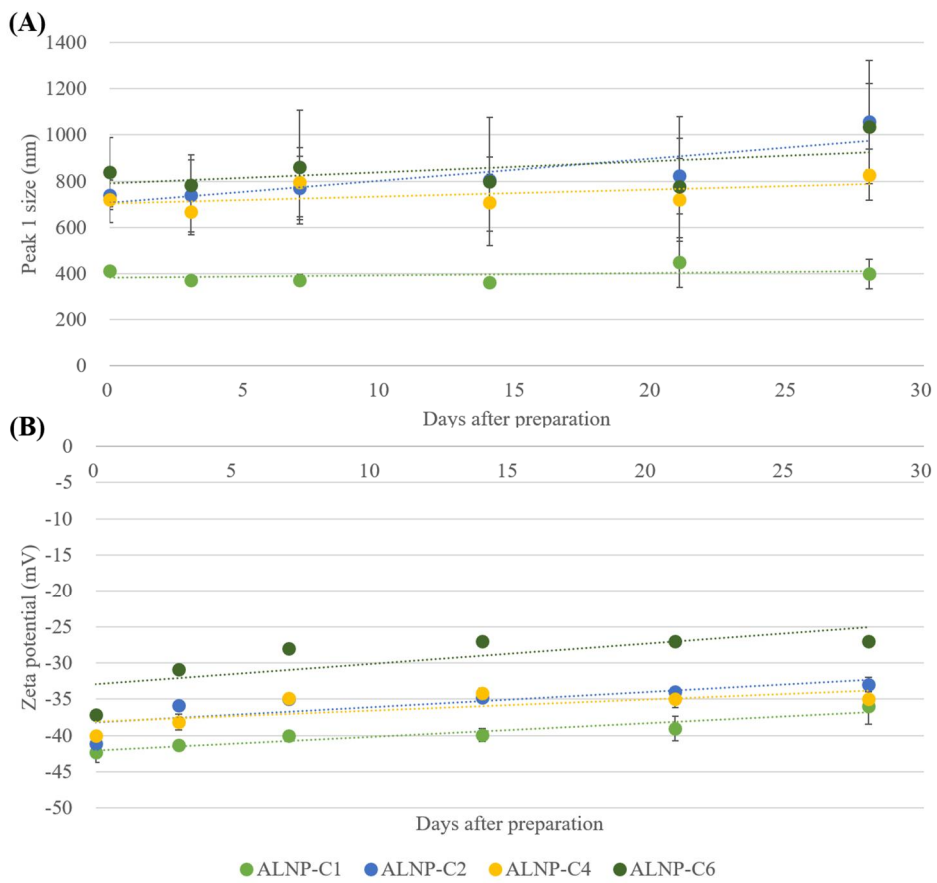 (A)
1400
1200
1000
800
600
400
200
0
Peak 1 size (nm)
0 5 10 15 20 25 30
Days after preparation
(B)
0
0 5 10 15 20 25 30
-5
-10
-15
-20
-25
-30
-35
-40
-45
-50
Zeta potential (mV)
Days after preparation
ALNP-C1 ALNP-C2 ALNP-C4 ALNP-C6